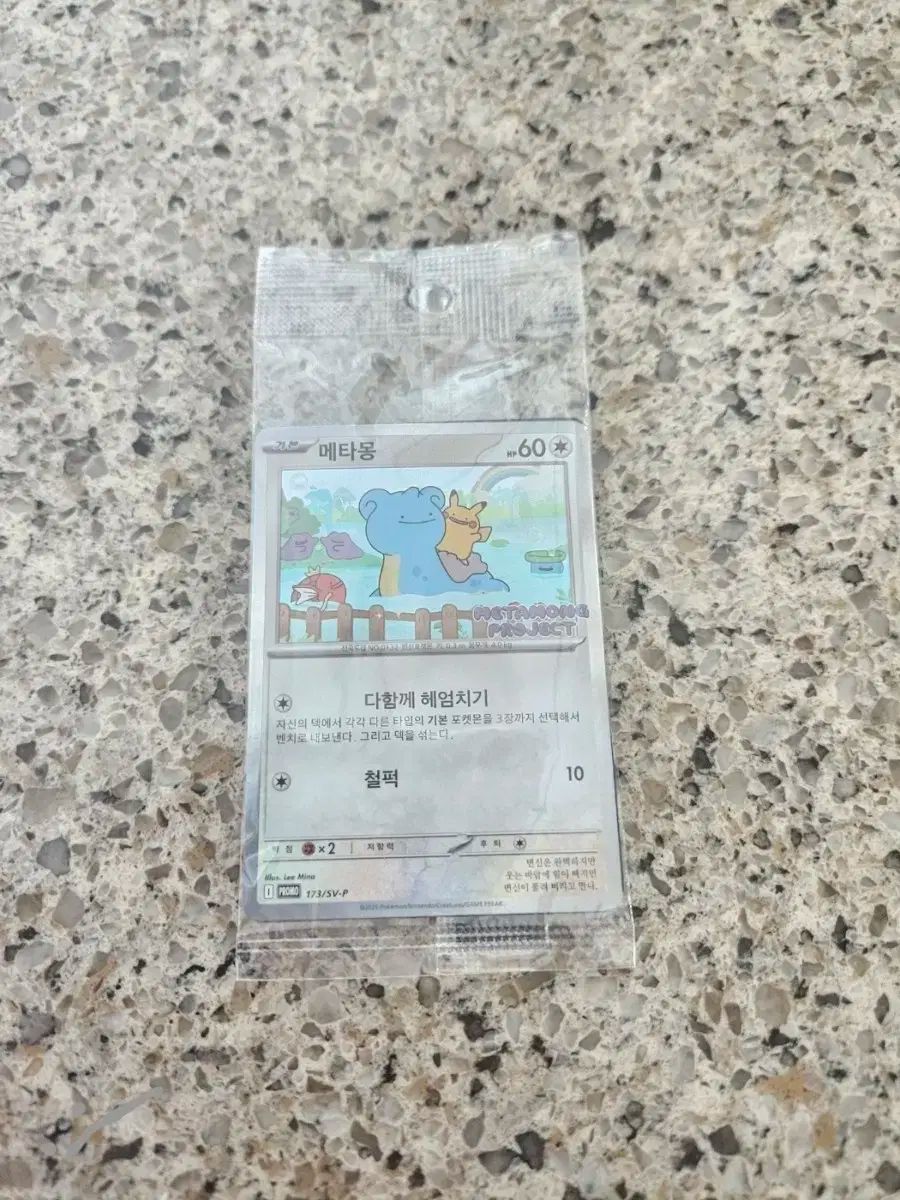 기본
메타몽
HP 60
METAMONG
PROJECT
다함께 헤엄치기
자신의 덱에서 각각 다른 타입의 기본 포켓몬을 3장까지 선택해서
벤치로 내보낸다. 그리고 덱을 섞는다.
철퍽 10
약점 ×2 저항력 후퇴
변신은 완벽하지만
웃는 바람에 힘이 빠지면
변신이 풀려 버리고 만다.
Illus. Lee Mina
I PROMO 173/SV-P